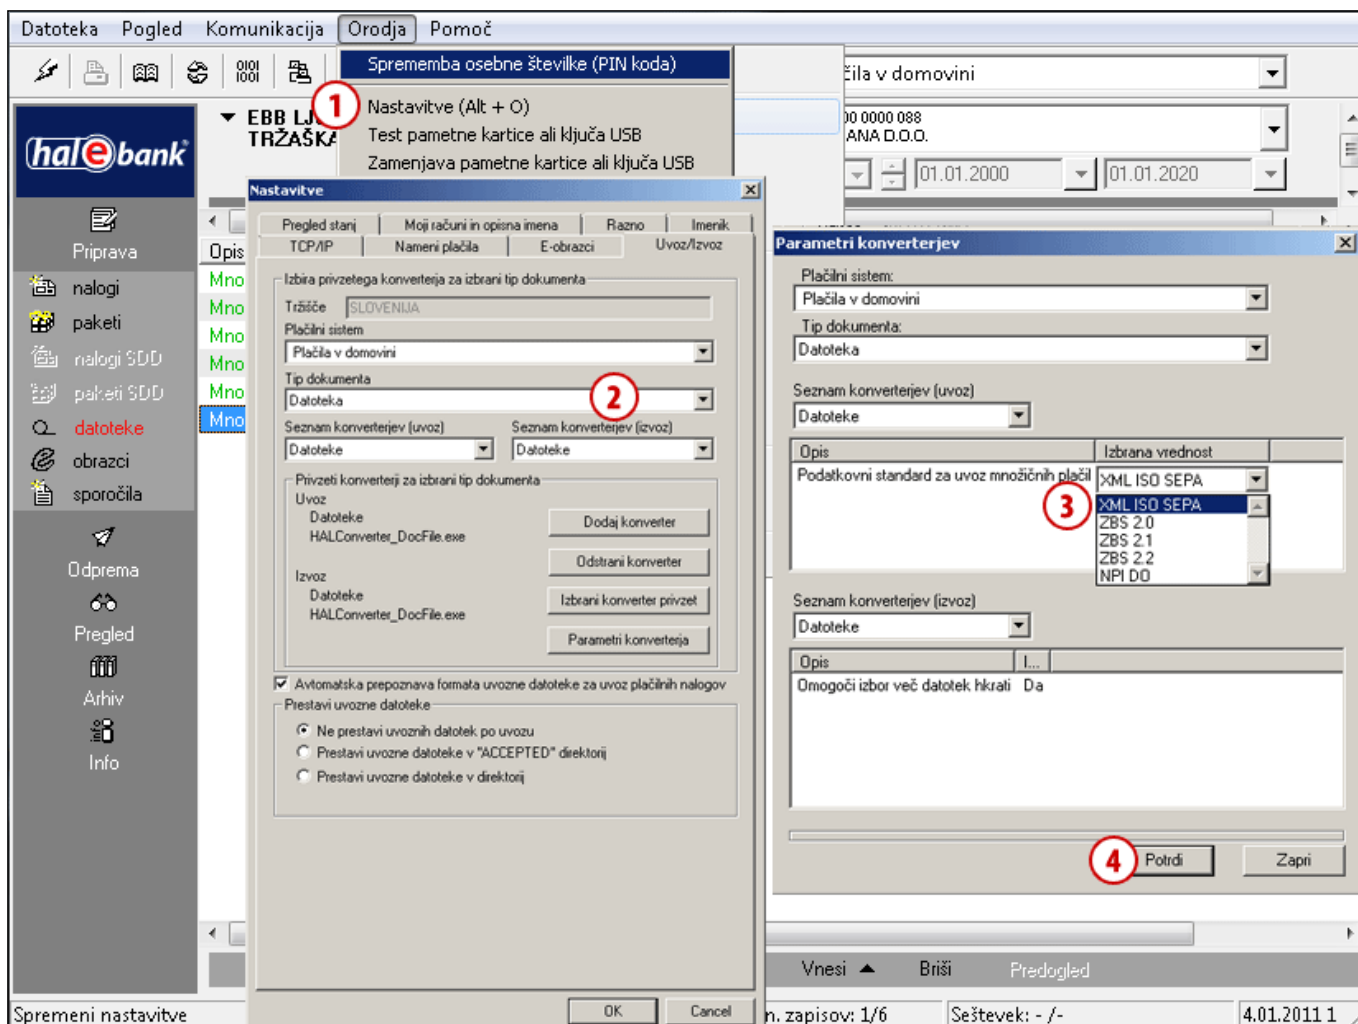 Datoteka Pogled Komunikacija Orodja Pomoč
Sprememba osebne številke (PIN koda)
1
Nastavitve (Alt + O)
Test pametne kartice ali ključa USB
Zamenjava pametne kartice ali ključa USB
čila v domovini
EBB LJ
TRŽAŠKA
00 0000 088
ANA D.O.O.
01.01.2000 01.01.2020
hal e bank
Priprava
nalogi
paketi
nalogi SDD
paketi SDD
datoteke
obrazci
sporočila
Odprema
Pregled
Arhiv
Info
Opis
Mno
Mno
Mno
Mno
Mno
Mno
Nastavitve
Pregled stanj Moji računi in opisna imena Razno Imenik
TCP/IP Nameni plačila E-obrazci Uvoz/Izvoz
Izbira privzetega konverterja za izbrani tip dokumenta
Tržišče SLOVENIJA
Plačilni sistem
Plačila v domovini
Tip dokumenta
Datoteka
2
Seznam konverterjev (uvoz) Seznam konverterjev (izvoz)
Datoteke Datoteke
Privzeti konverterji za izbrani tip dokumenta
Uvoz
Datoteke
HALConverter_DocFile.exe
Izvoz
Datoteke
HALConverter_DocFile.exe
Dodaj konverter
Odstrani konverter
Izbrani konverter privzet
Parametri konverterja
Avtomatska prepoznava formata uvozne datoteke za uvoz plačilnih nalogov
Prestavi uvozne datoteke
Ne prestavi uvoznih datotek po uvozu
Prestavi uvozne datoteke v "ACCEPTED" direktorij
Prestavi uvozne datoteke v direktorij
OK Cancel
Parametri konverterjev
Plačilni sistem:
Plačila v domovini
Tip dokumenta:
Datoteka
Seznam konverterjev (uvoz)
Datoteke
Opis Izbrana vrednost
Podatkovni standard za uvoz množičnih plačil XML ISO SEPA
3
XML ISO SEPA
ZBS 2.0
ZBS 2.1
ZBS 2.2
NPI DO
Seznam konverterjev (izvoz)
Datoteke
Opis I...
Omogoči izbor več datotek hkrati Da
4
Potrdi Zapri
Vnesi Briši Predogled
Spremeni nastavitve n. zapisov: 1/6 Seštevek: - /- 4.01.2011 1